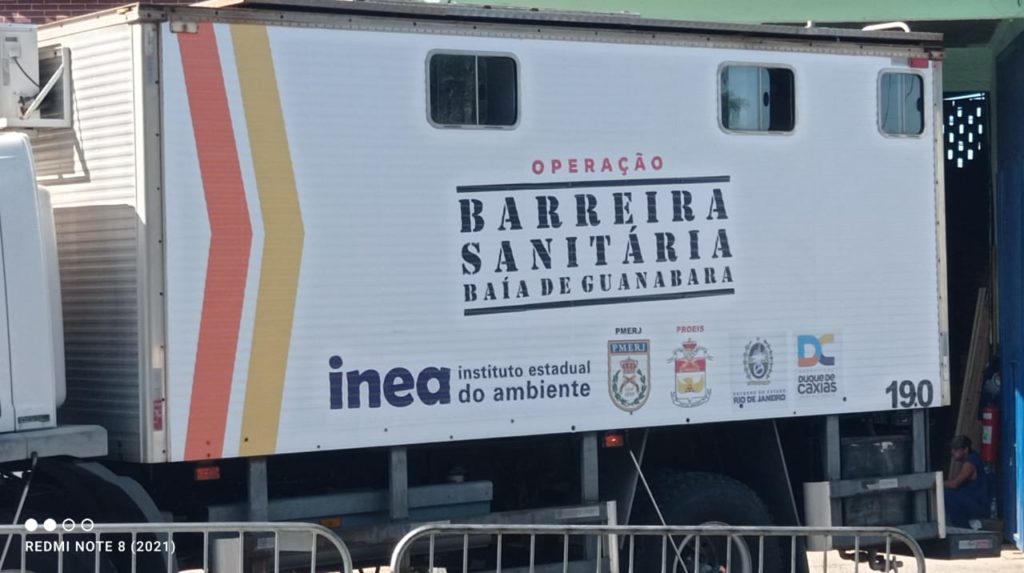 OPERAÇÃO
BARREIRA
SANITÁRIA
BAÍA DE GUANABARA
inea instituto estadual
do ambiente
PMERJ
PMERJ
PROEIS
RIO DE JANEIRO
DC
DUQUE DE
CAXIAS
190
REDMI NOTE 8 (2021)